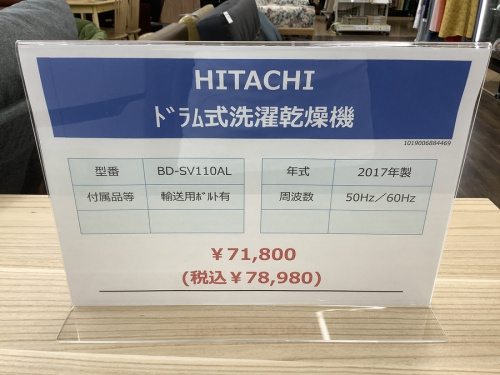 HITACHI
ﾄﾞﾗﾑ式洗濯乾燥機
1019006884469
型番 BD-SV110AL 年式 2017年製
付属品等 輸送用ﾎﾞﾙﾄ有 周波数 50Hz／60Hz
￥71,800
(税込￥78,980)